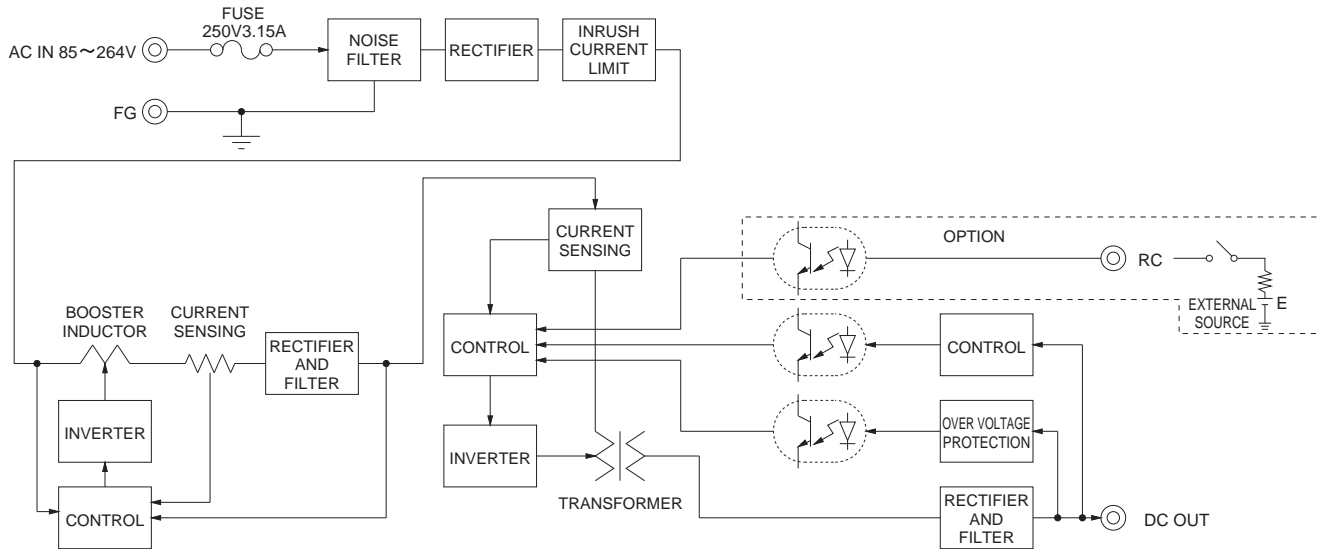 FUSE
250V3.15A
AC IN 85～264V
NOISE
FILTER
RECTIFIER
INRUSH
CURRENT
LIMIT
FG
CURRENT
SENSING
OPTION
RC
EXTERNAL
SOURCE
E
BOOSTER
INDUCTOR
CURRENT
SENSING
RECTIFIER
AND
FILTER
CONTROL
CONTROL
INVERTER
INVERTER
OVER VOLTAGE
PROTECTION
TRANSFORMER
CONTROL
RECTIFIER
AND
FILTER
DC OUT